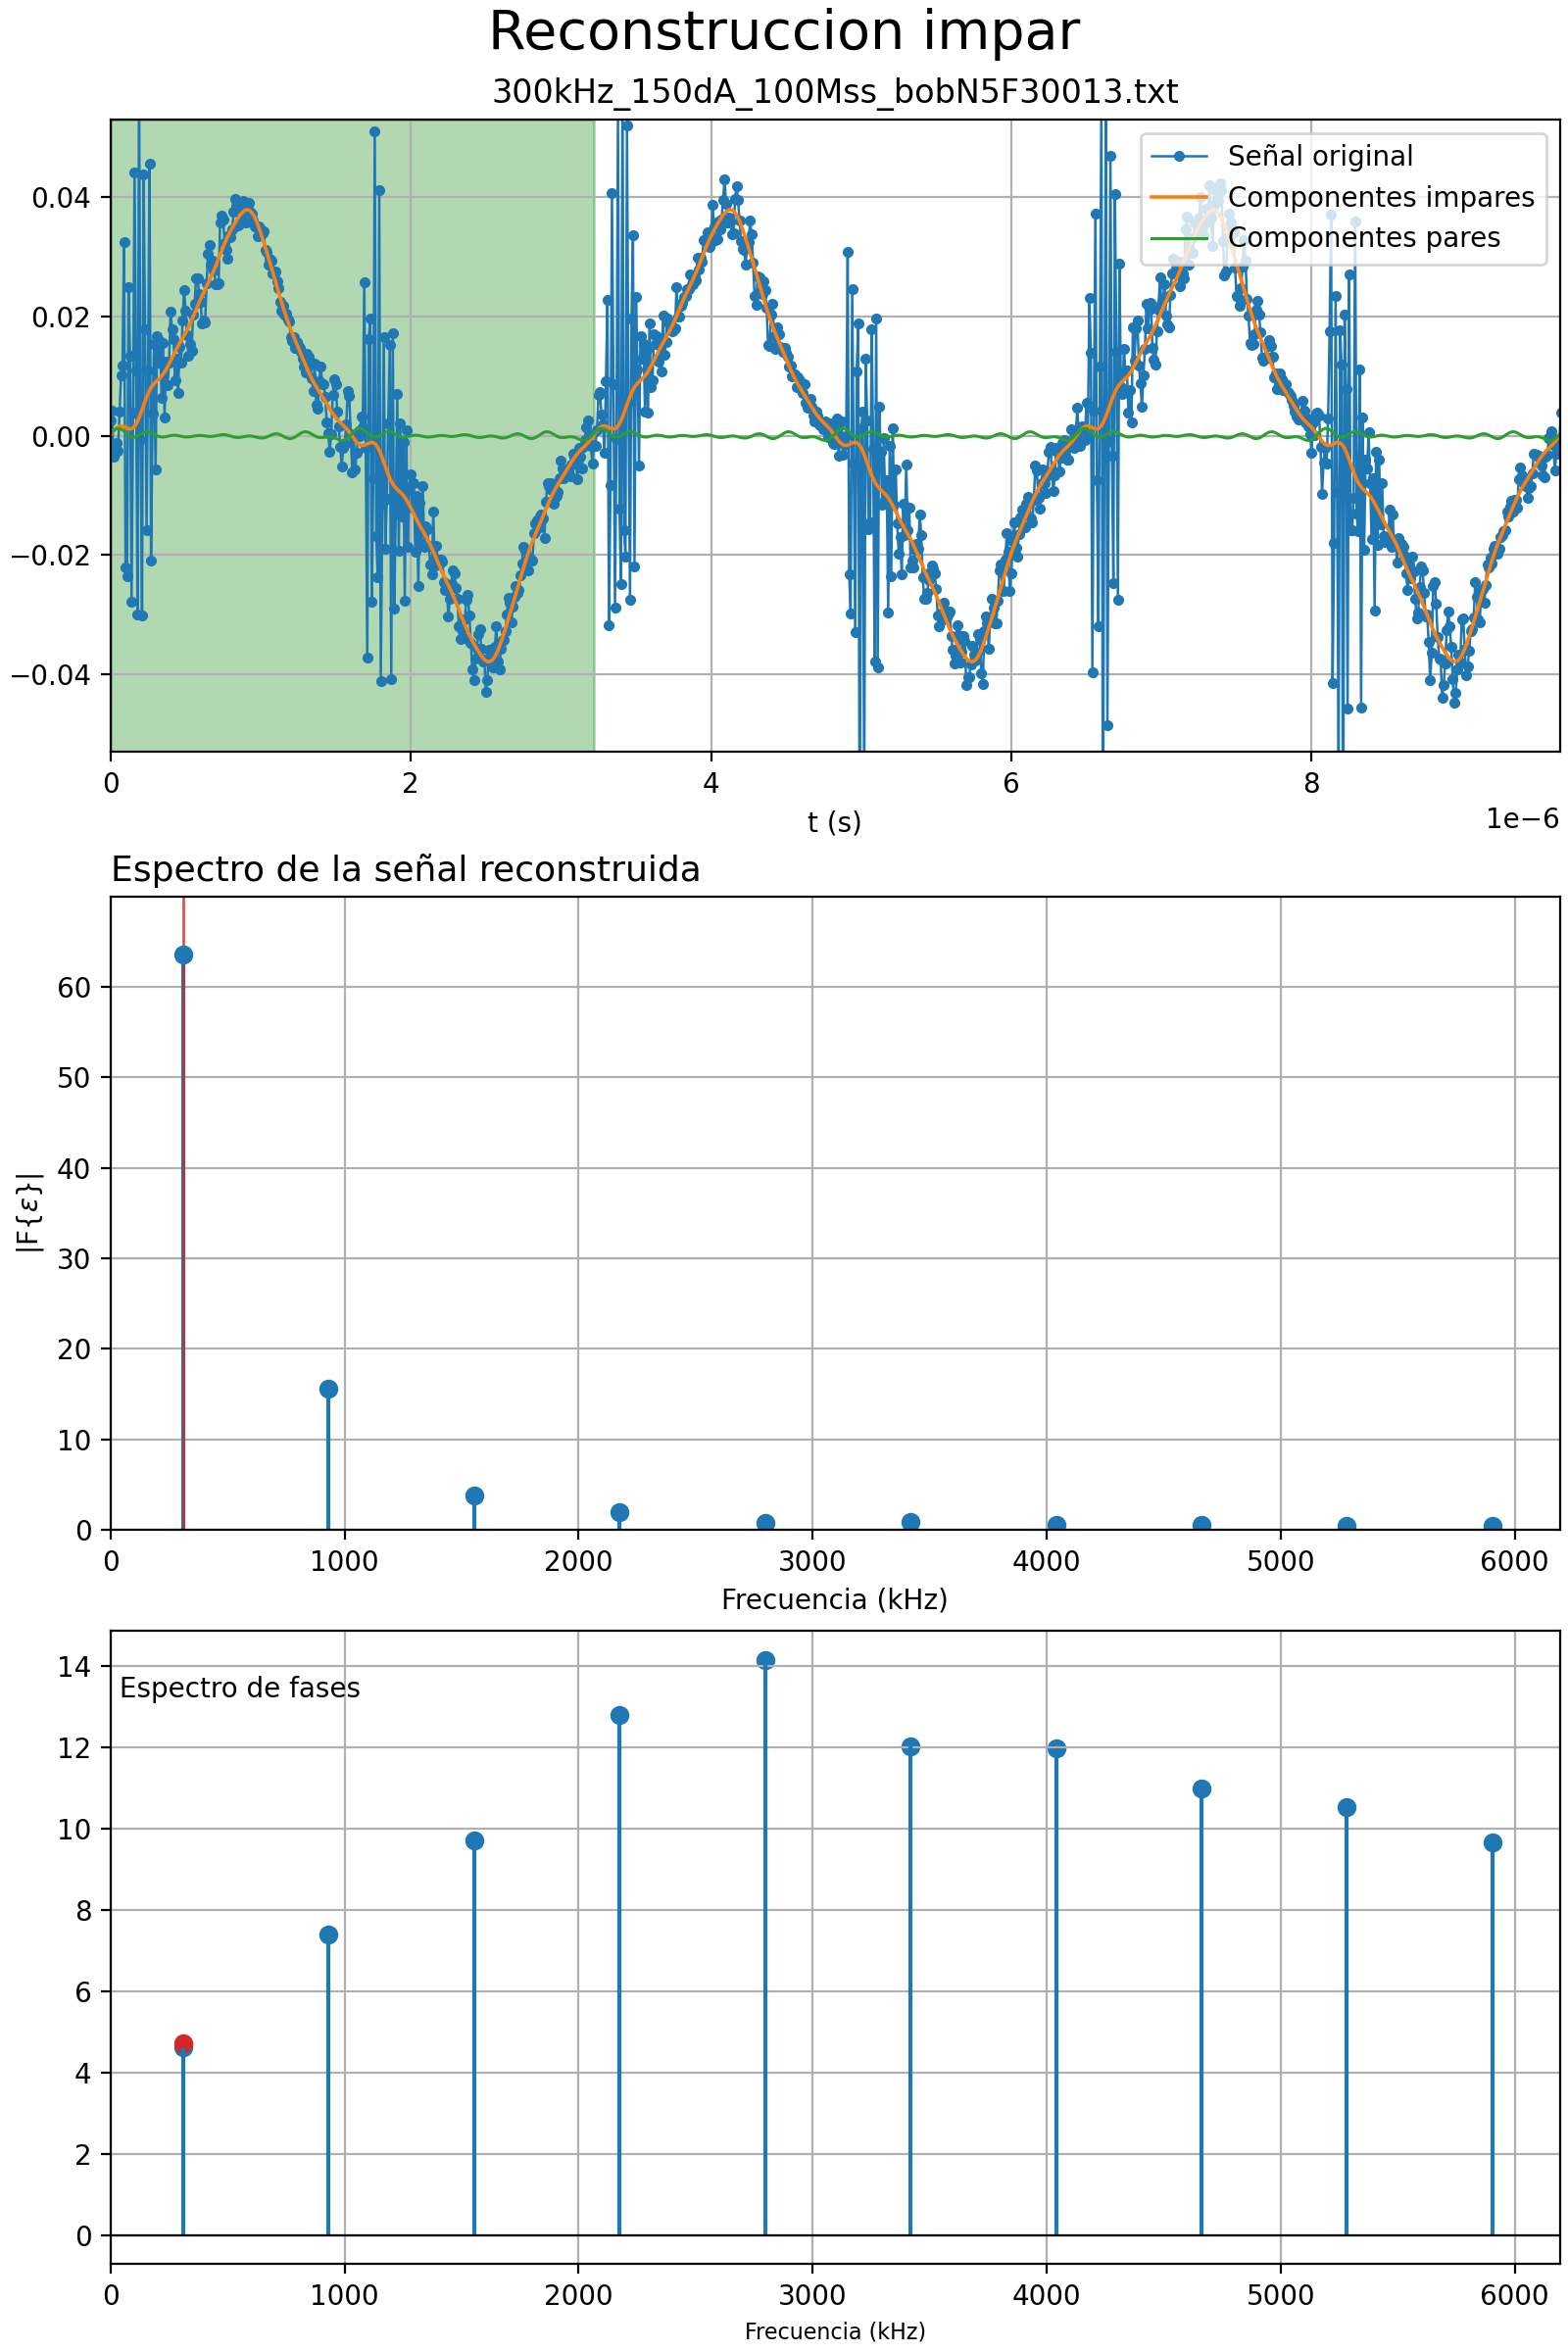 Reconstruccion impar
300kHz_150dA_100Mss_bobN5F30013.txt
Señal original
Componentes impares
Componentes pares
0.04
0.02
0.00
−0.02
−0.04
0 2 4 6 8
t (s)
1e−6
Espectro de la señal reconstruida
60
50
40
30
20
10
0
|F{ε}|
0 1000 2000 3000 4000 5000 6000
Frecuencia (kHz)
14
Espectro de fases
12
10
8
6
4
2
0
0 1000 2000 3000 4000 5000 6000
Frecuencia (kHz)